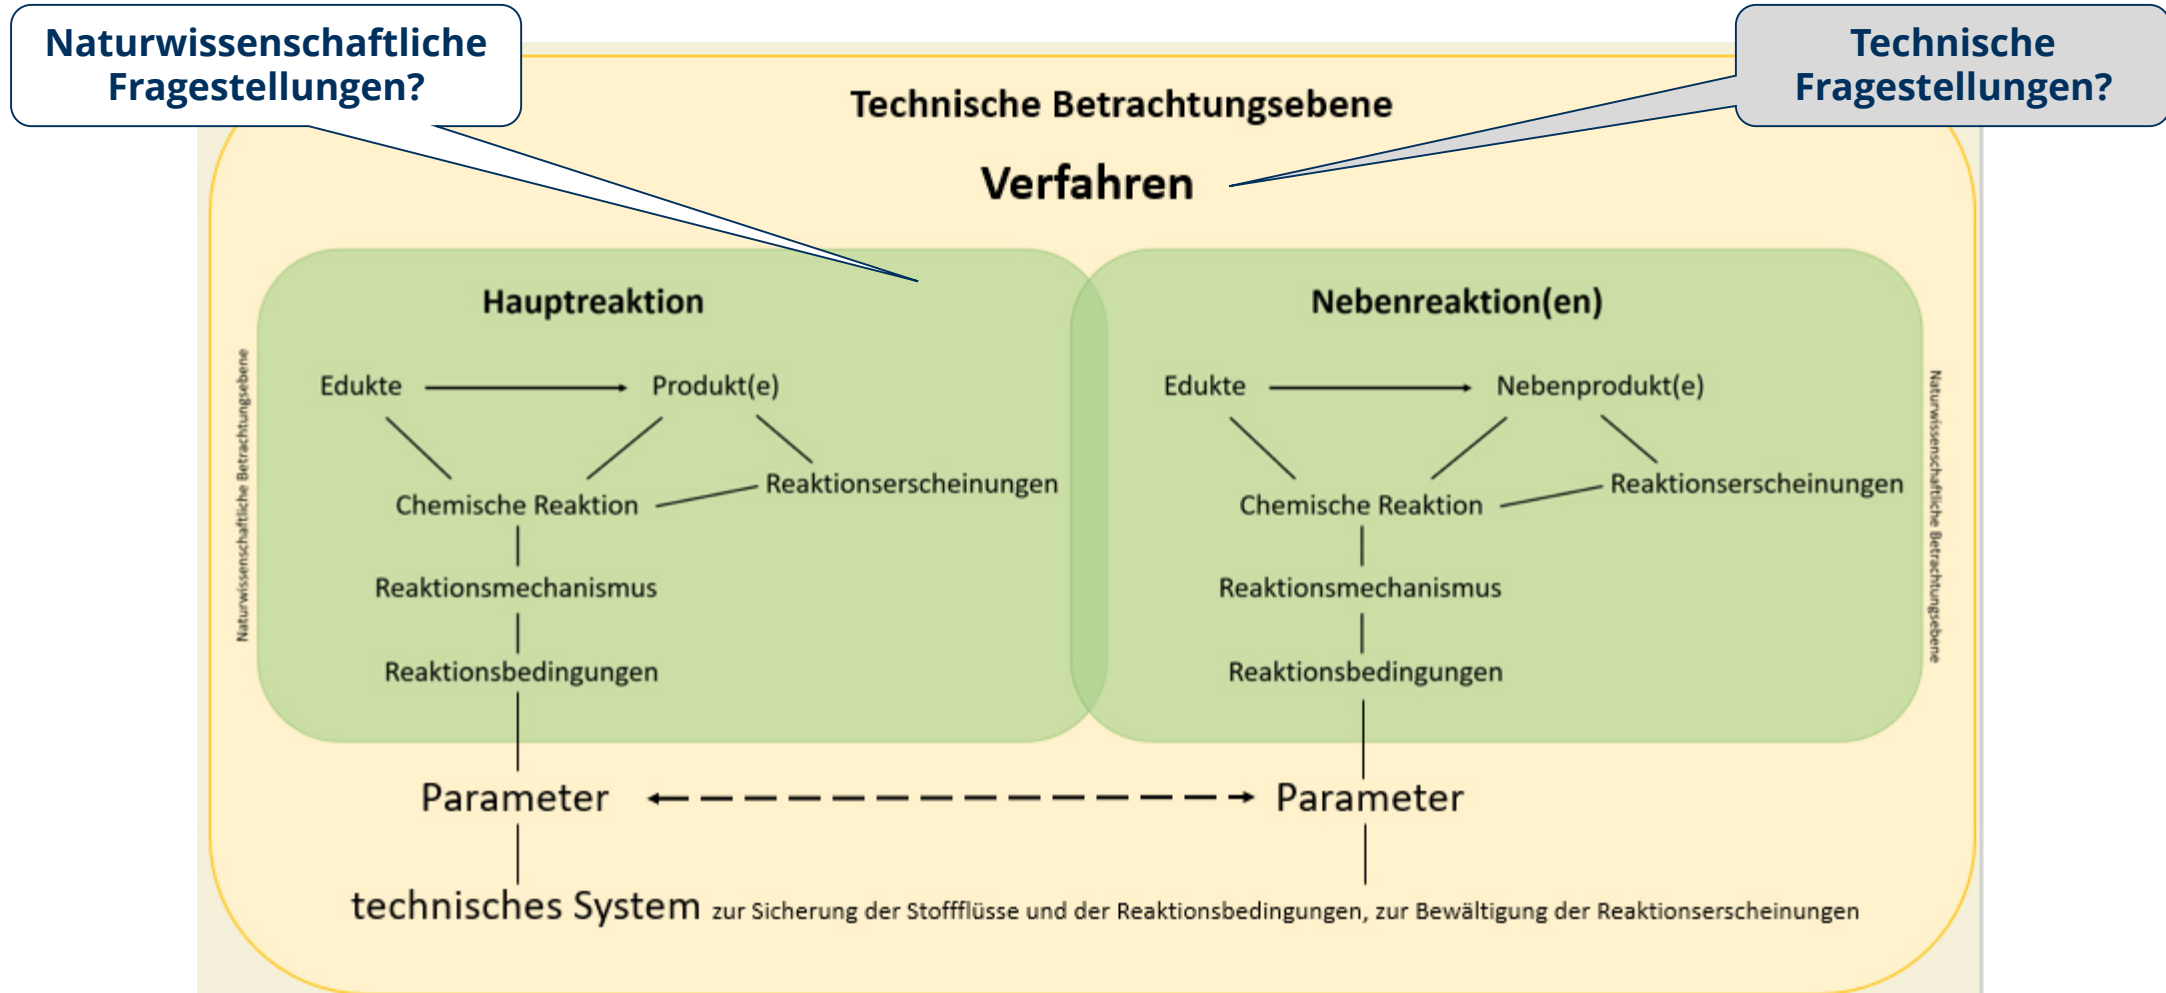 Naturwissenschaftliche
Fragestellungen?
Technische
Fragestellungen?
Technische Betrachtungsebene
Verfahren
Hauptreaktion
Nebenreaktion(en)
Naturwissenschaftliche Betrachtungsebene
Edukte
Produkt(e)
Chemische Reaktion
Reaktionserscheinungen
Reaktionsmechanismus
Reaktionsbedingungen
Edukte
Nebenprodukt(e)
Chemische Reaktion
Reaktionserscheinungen
Reaktionsmechanismus
Reaktionsbedingungen
Naturwissenschaftliche Betrachtungsebene
Parameter
Parameter
technisches System zur Sicherung der Stoffflüsse und der Reaktionsbedingungen, zur Bewältigung der Reaktionserscheinungen